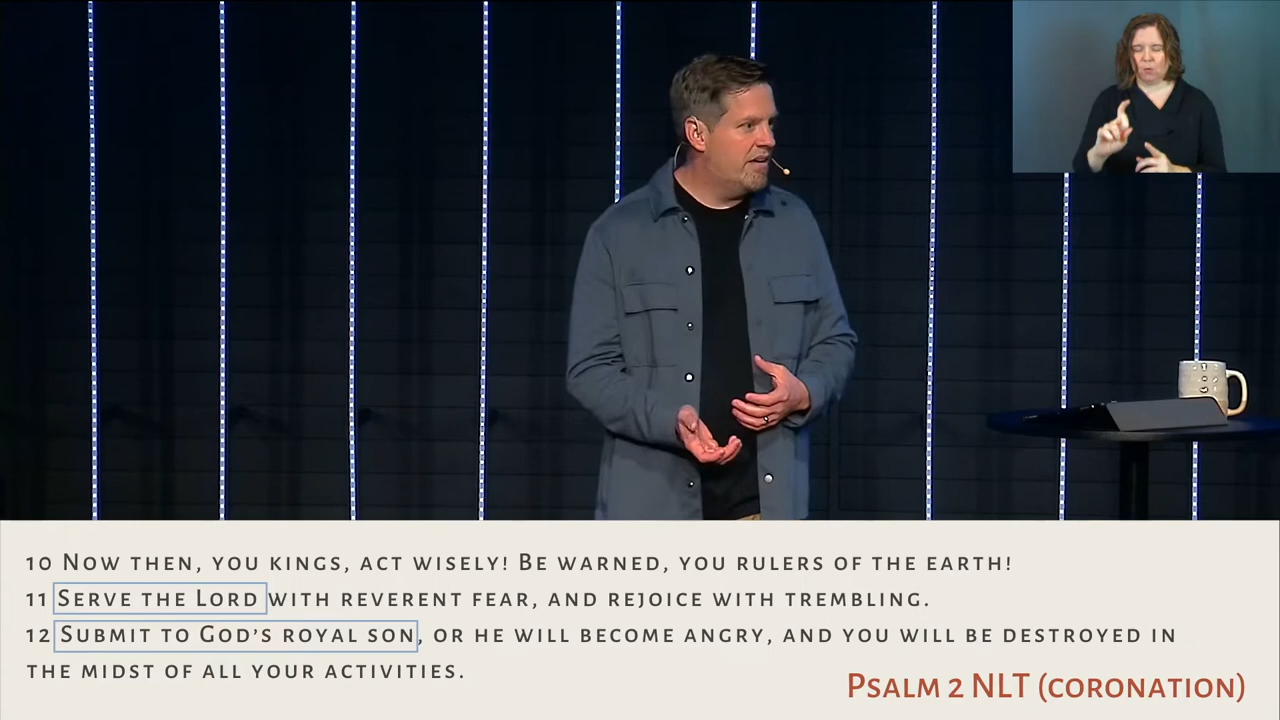 10 Now then, you kings, act wisely! Be warned, you rulers of the earth!
11 Serve the Lord with reverent fear, and rejoice with trembling.
12 Submit to God's royal son, or he will become angry, and you will be destroyed in
the midst of all your activities.
Psalm 2 NLT (coronation)